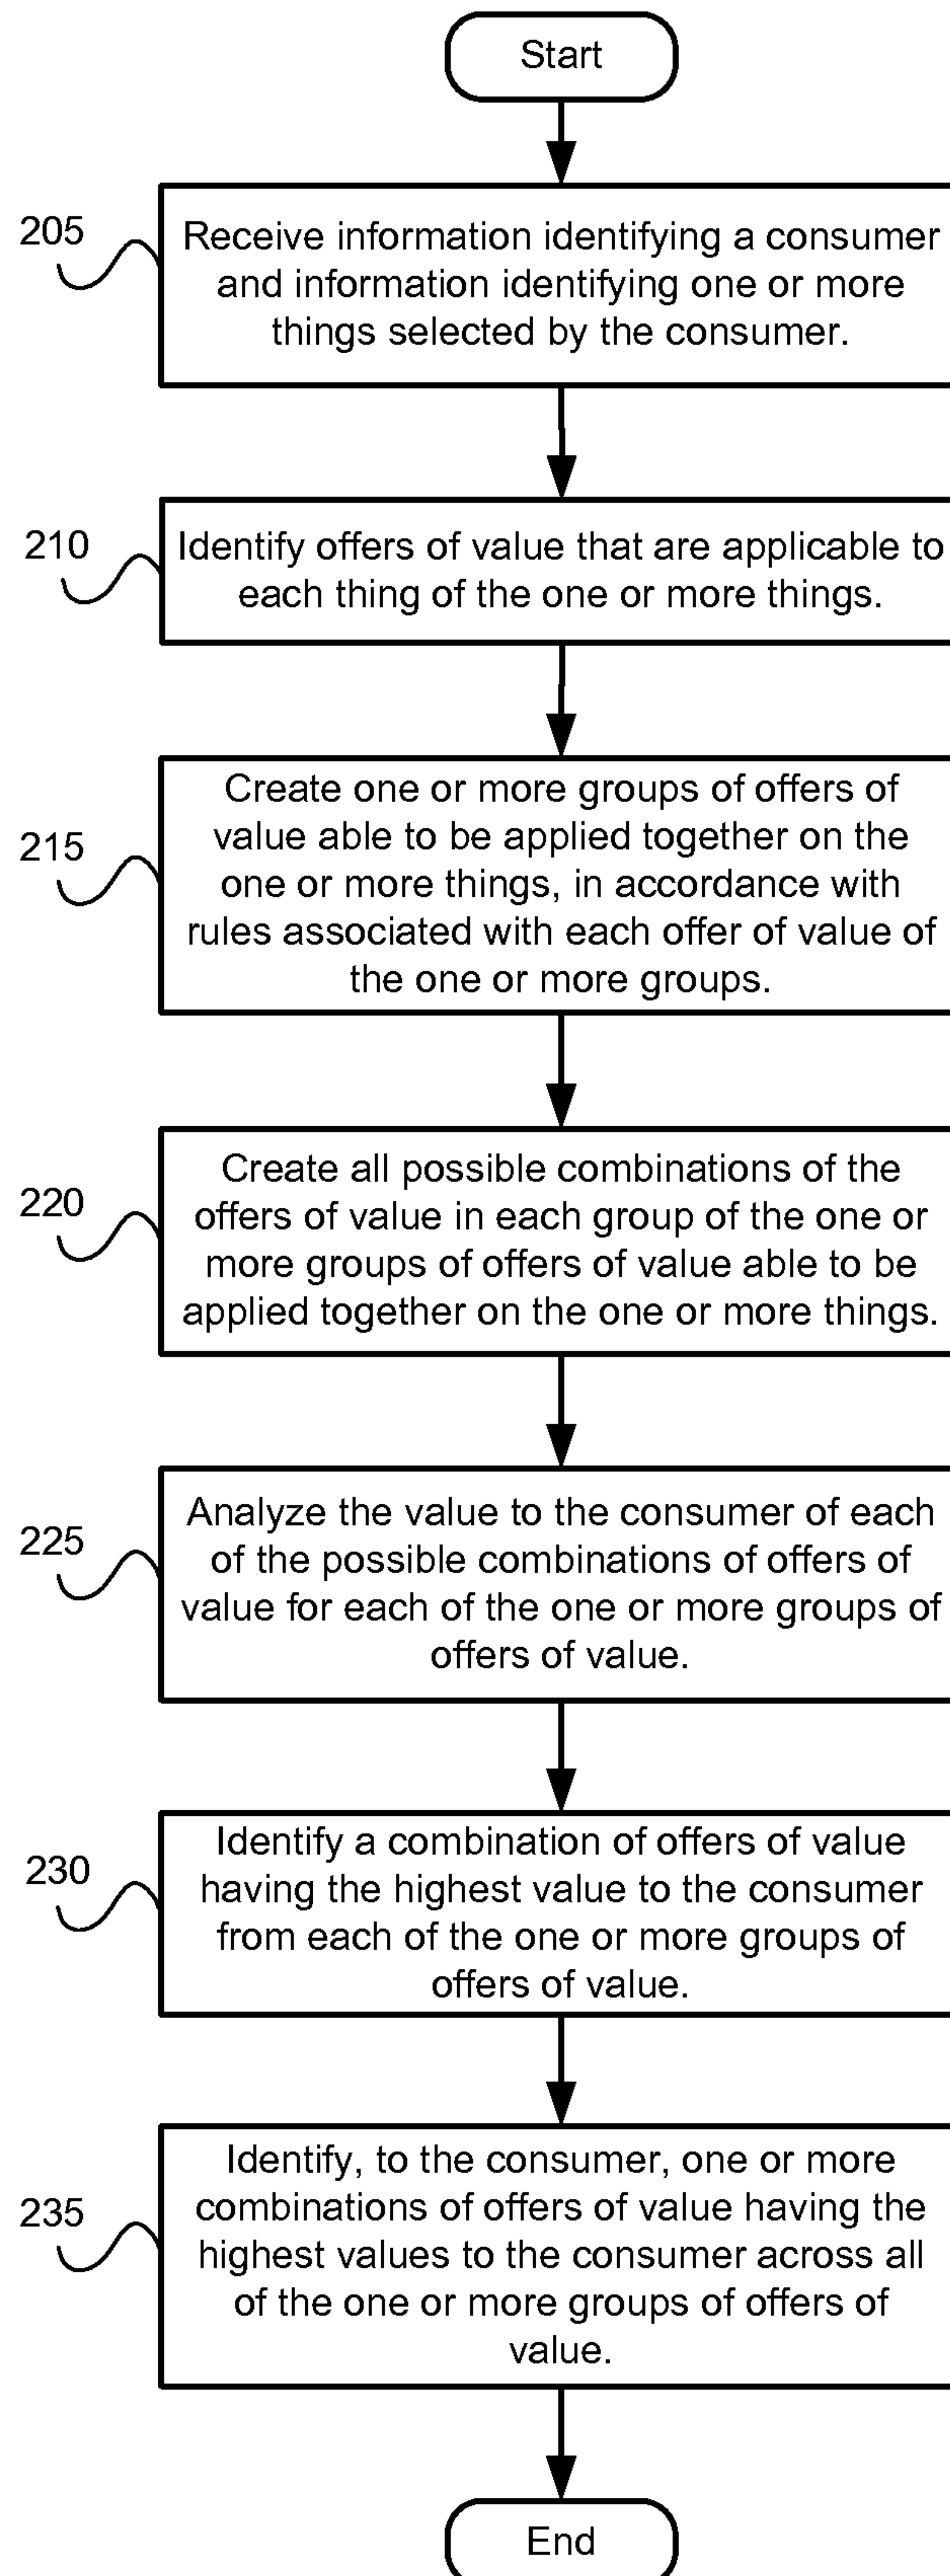 Start
205
Receive information identifying a consumer
and information identifying one or more
things selected by the consumer.
210
Identify offers of value that are applicable to
each thing of the one or more things.
215
Create one or more groups of offers of
value able to be applied together on the
one or more things, in accordance with
rules associated with each offer of value of
the one or more groups.
220
Create all possible combinations of the
offers of value in each group of the one or
more groups of offers of value able to be
applied together on the one or more things.
225
Analyze the value to the consumer of each
of the possible combinations of offers of
value for each of the one or more groups of
offers of value.
230
Identify a combination of offers of value
having the highest value to the consumer
from each of the one or more groups of
offers of value.
235
Identify, to the consumer, one or more
combinations of offers of value having the
highest values to the consumer across all
of the one or more groups of offers of
value.
End